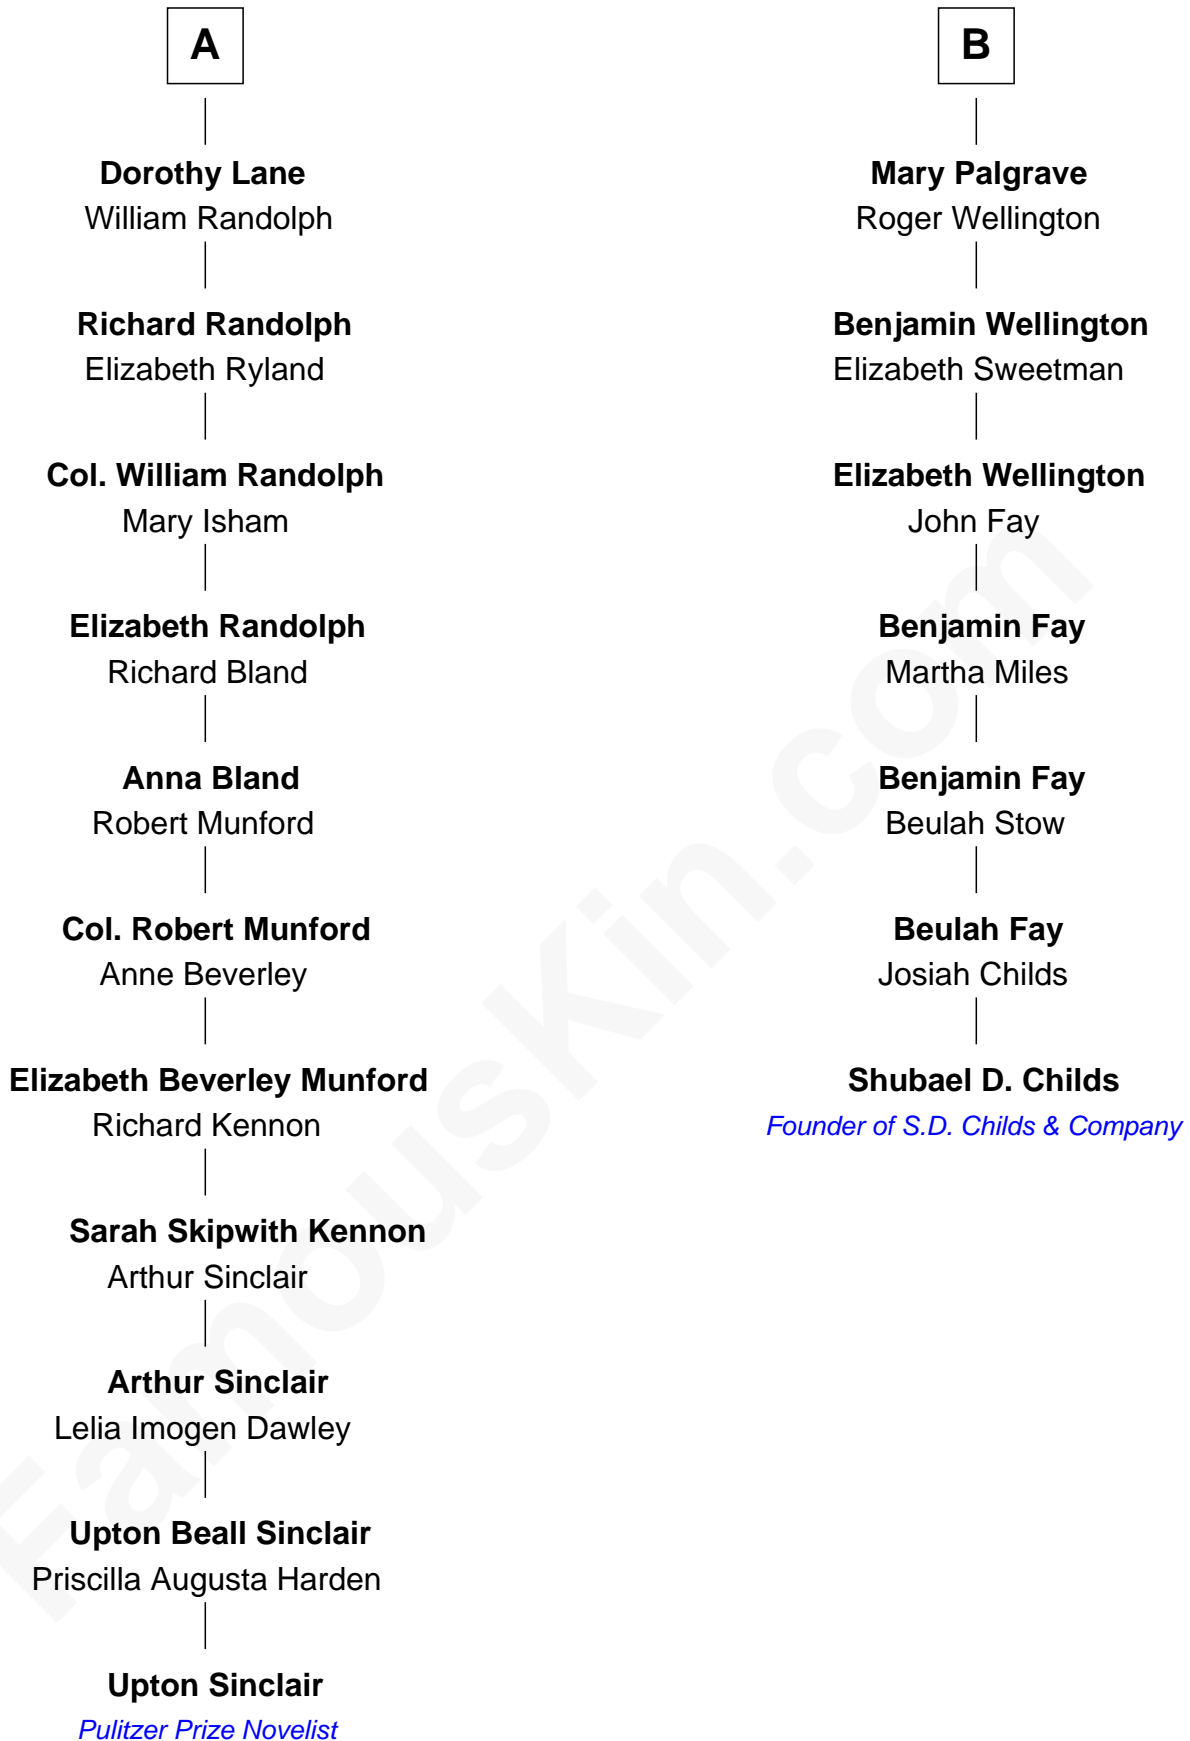 A
Dorothy Lane
William Randolph
Richard Randolph
Elizabeth Ryland
Col. William Randolph
Mary Isham
Elizabeth Randolph
Richard Bland
Anna Bland
Robert Munford
Col. Robert Munford
Anne Beverley
Elizabeth Beverley Munford
Richard Kennon
Sarah Skipwith Kennon
Arthur Sinclair
Arthur Sinclair
Lelia Imogen Dawley
Upton Beall Sinclair
Priscilla Augusta Harden
Upton Sinclair
Pulitzer Prize Novelist
B
Mary Palgrave
Roger Wellington
Benjamin Wellington
Elizabeth Sweetman
Elizabeth Wellington
John Fay
Benjamin Fay
Martha Miles
Benjamin Fay
Beulah Stow
Beulah Fay
Josiah Childs
Shubael D. Childs
Founder of S.D. Childs & Company
FamousKin.com